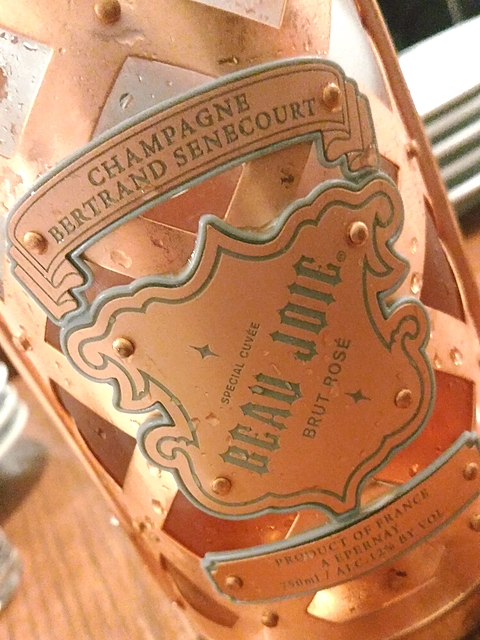 CHAMPAGNE
BERTRAND SENECOURT
SPECIAL CUVÉE
BEAU JOIE®
BRUT ROSÉ
PRODUCT OF FRANCE
A EPERNAY
750ml / ALC.12% BY VOL